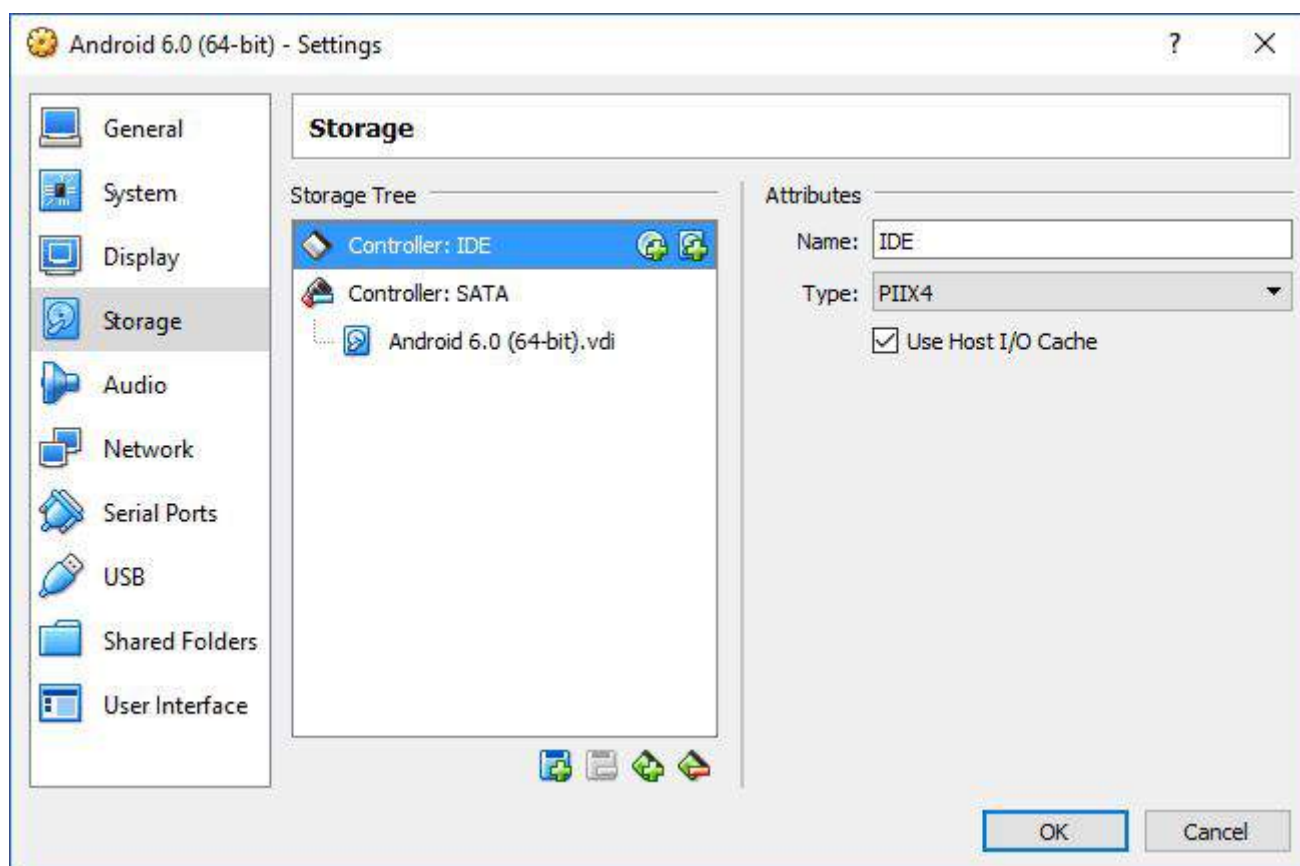 Android 6.0 (64-bit) - Settings
?
General
System
Display
Storage
Audio
Network
Serial Ports
USB
Shared Folders
User Interface
Storage
Storage Tree
Controller: IDE
Controller: SATA
Android 6.0 (64-bit).vdi
Attributes
Name: IDE
Type: PIIX4
Use Host I/O Cache
OK
Cancel